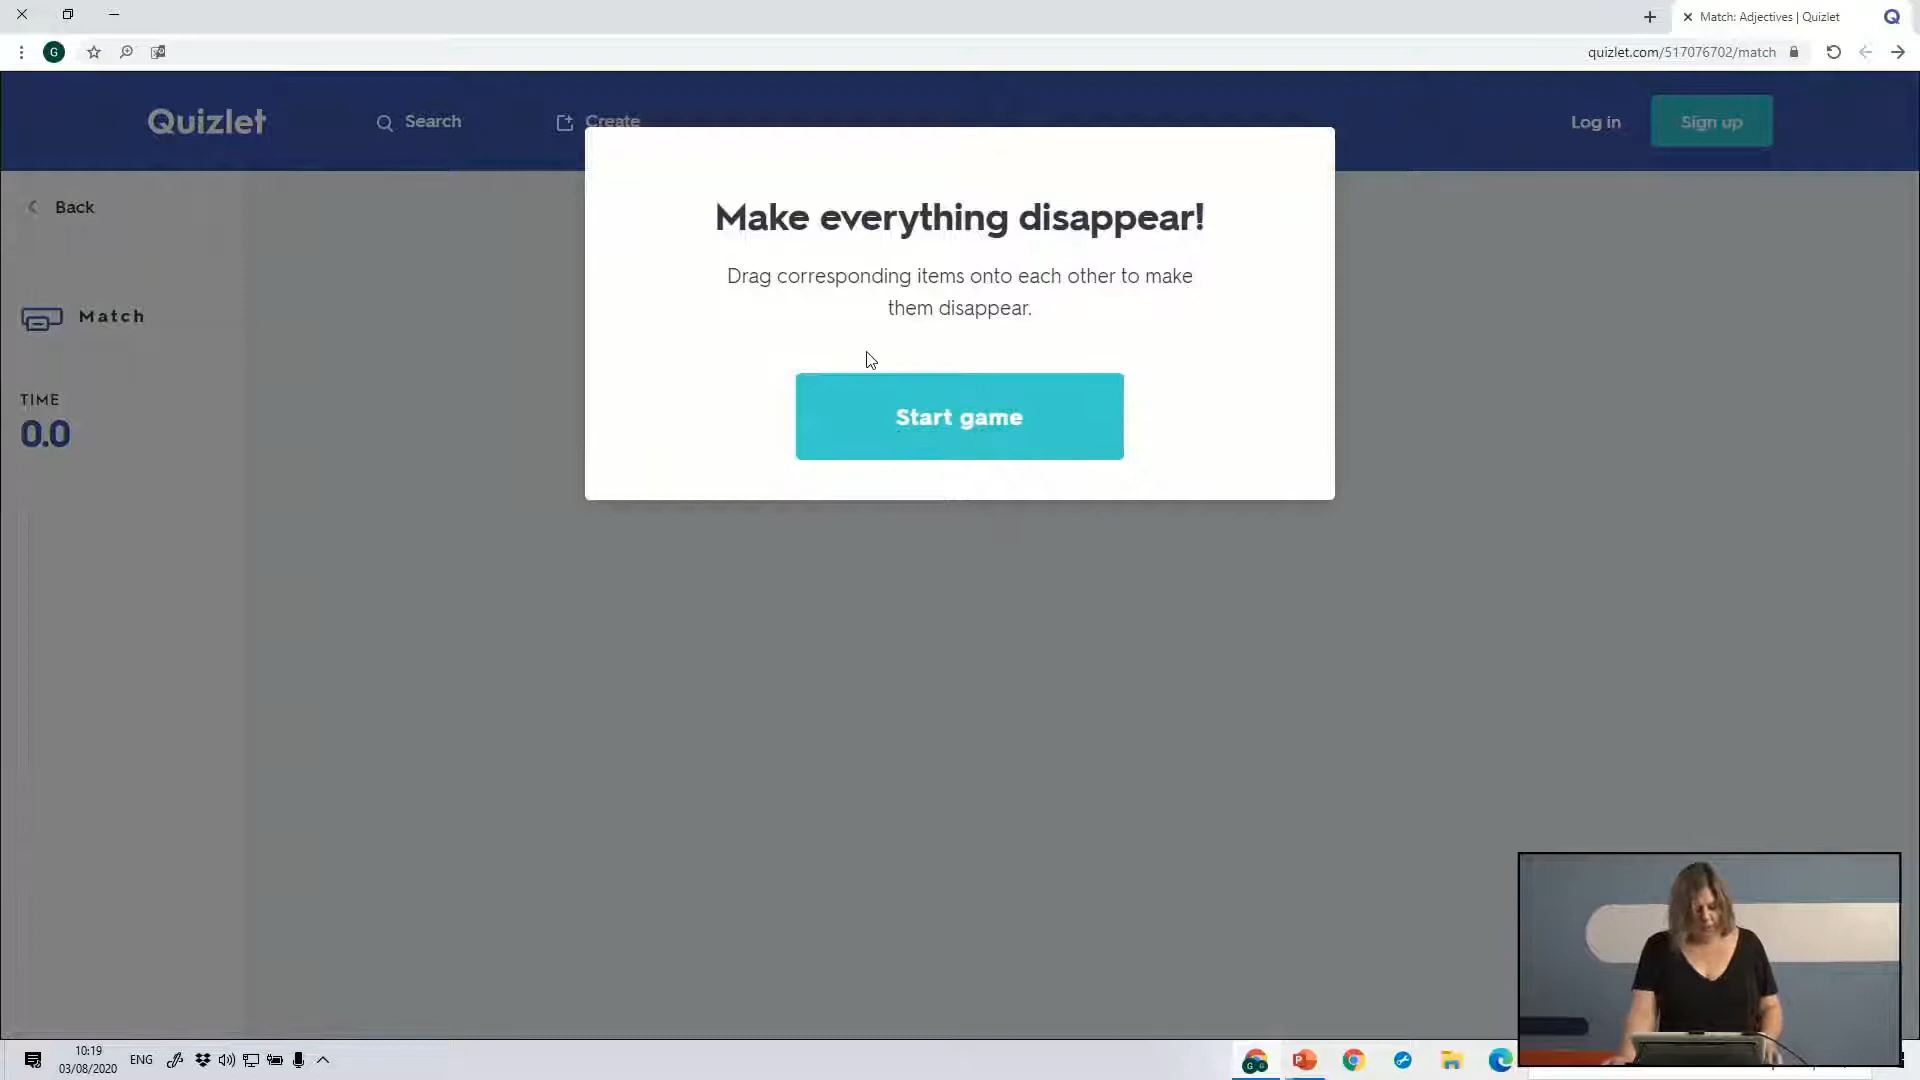 Match: Adjectives | Quizlet
G
quizlet.com/517076702/match
Quizlet
Search
Create
Log in
Sign up
Back
Make everything disappear!
Drag corresponding items onto each other to make
them disappear.
Start game
Match
TIME
0.0
10:19
03/08/2020
ENG